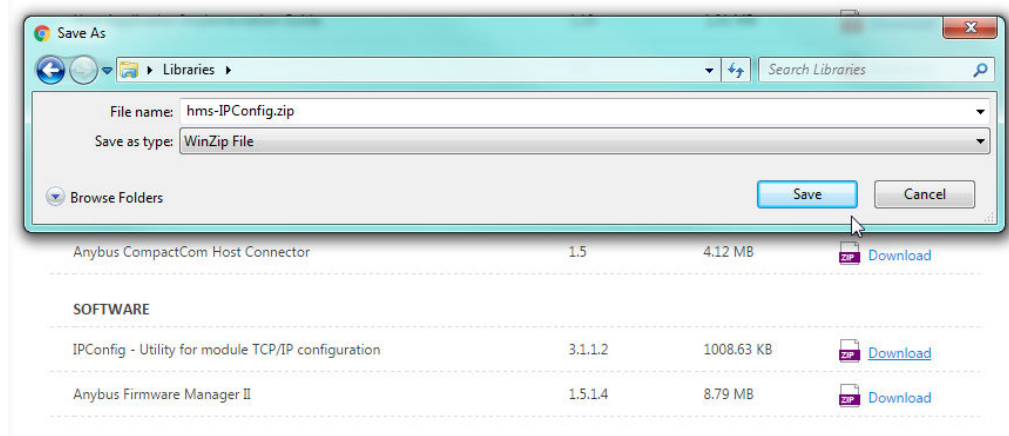 Save As
Libraries
Search Libraries
File name: hms-IPConfig.zip
Save as type: WinZip File
Browse Folders
Save Cancel
Anybus CompactCom Host Connector 1.5 4.12 MB ZIP Download
SOFTWARE
IPConfig - Utility for module TCP/IP configuration 3.1.1.2 1008.63 KB ZIP Download
Anybus Firmware Manager II 1.5.1.4 8.79 MB ZIP Download